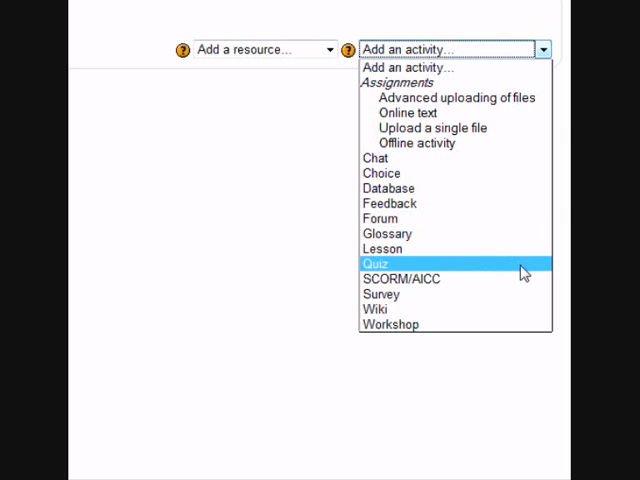 ? Add a resource... ? Add an activity...
Add an activity...
Assignments
Advanced uploading of files
Online text
Upload a single file
Offline activity
Chat
Choice
Database
Feedback
Forum
Glossary
Lesson
Quiz
SCORM/AICC
Survey
Wiki
Workshop